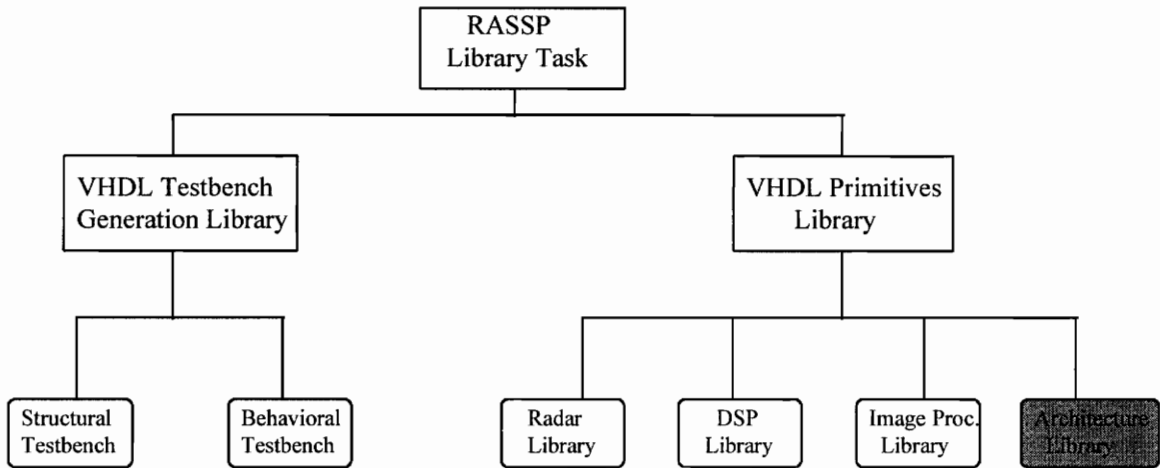 RASSP
Library Task
VHDL Testbench
Generation Library
VHDL Primitives
Library
Structural
Testbench
Behavioral
Testbench
Radar
Library
DSP
Library
Image Proc.
Library
Architecture
Library